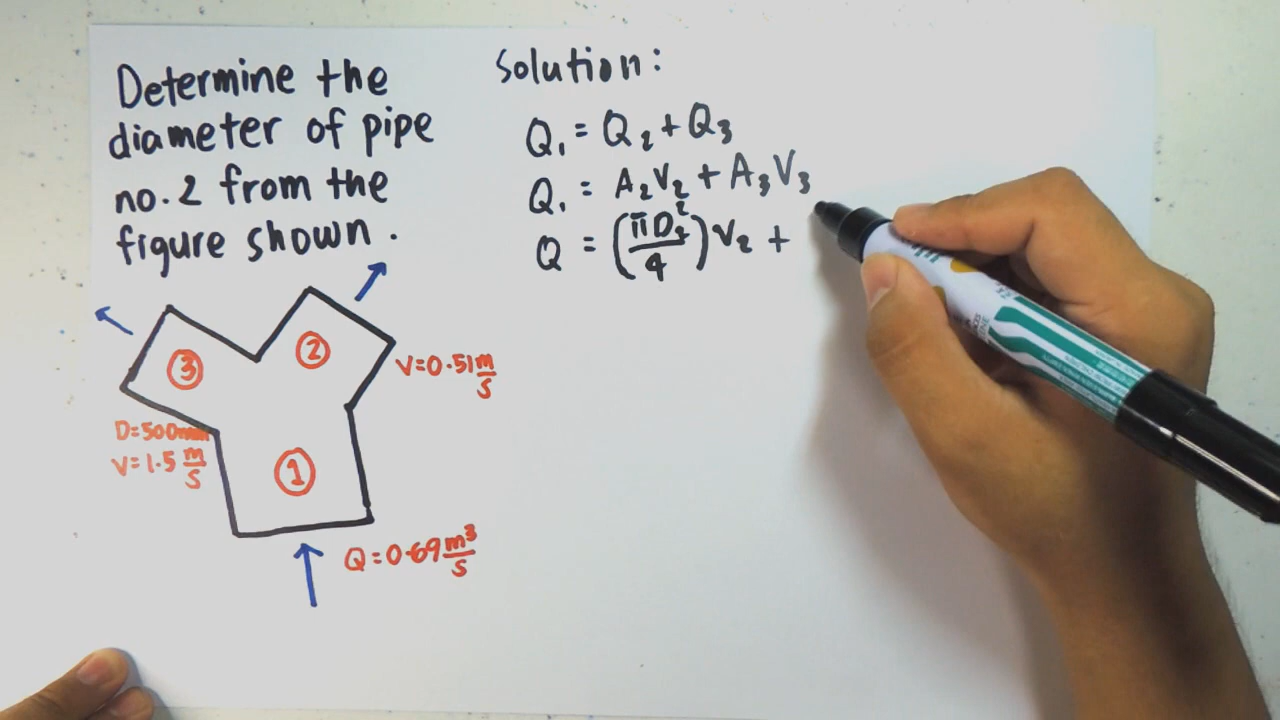 Determine the
diameter of pipe
no. 2 from the
figure shown.
Solution:
Q₁ = Q₂ + Q₃
Q₁ = A₂V₂ + A₃V₃
Q = (πD₂²/4)V₂ +
3
2
V=0.51 m/s
D=500mm
V=1.5 m/s
1
Q=0.69 m³/s